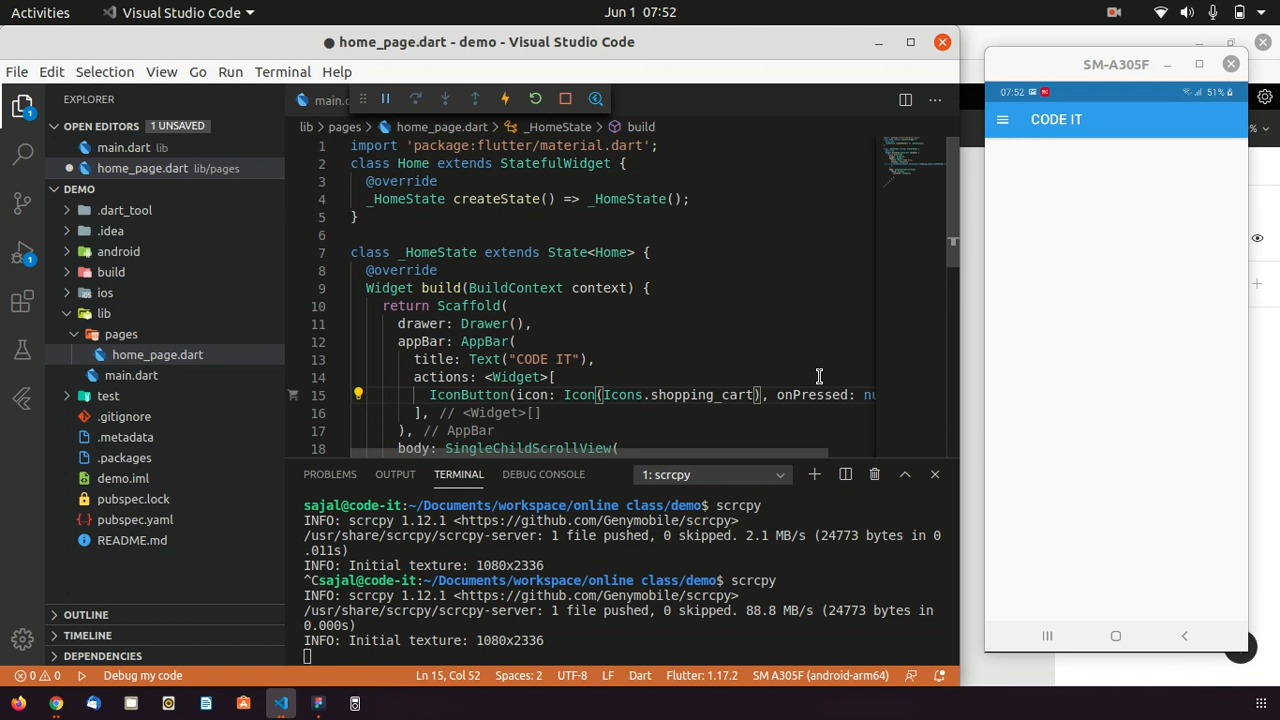 Activities
Visual Studio Code
Jun 1 07:52
home_page.dart - demo - Visual Studio Code
File Edit Selection View Go Run Terminal Help
EXPLORER
OPEN EDITORS 1 UNSAVED
main.dart lib
home_page.dart lib/pages
DEMO
.dart_tool
.idea
android
build
ios
lib
pages
home_page.dart
main.dart
test
.gitignore
.metadata
.packages
demo.iml
pubspec.lock
pubspec.yaml
README.md
OUTLINE
TIMELINE
DEPENDENCIES
1
1
lib > pages > home_page.dart > _HomeState > build
1 import 'package:flutter/material.dart';
2 class Home extends StatefulWidget {
3 @override
4 _HomeState createState() => _HomeState();
5 }
6
7 class _HomeState extends State<Home> {
8 @override
9 Widget build(BuildContext context) {
10 return Scaffold(
11 drawer: Drawer(),
12 appBar: AppBar(
13 title: Text("CODE IT"),
14 actions: <Widget>[
15 IconButton(icon: Icon(Icons.shopping_cart), onPressed: nu
16 ], // <Widget>[]
17 ), // AppBar
18 body: SingleChildScrollView(
PROBLEMS OUTPUT TERMINAL DEBUG CONSOLE 1: scrcpy
sajal@code-it:~/Documents/workspace/online class/demo$ scrcpy
INFO: scrcpy 1.12.1 <https://github.com/Genymobile/scrcpy>
/usr/share/scrcpy/scrcpy-server: 1 file pushed, 0 skipped. 2.1 MB/s (24773 bytes in 0
.011s)
INFO: Initial texture: 1080x2336
^Csajal@code-it:~/Documents/workspace/online class/demo$ scrcpy
INFO: scrcpy 1.12.1 <https://github.com/Genymobile/scrcpy>
/usr/share/scrcpy/scrcpy-server: 1 file pushed, 0 skipped. 88.8 MB/s (24773 bytes in
0.000s)
INFO: Initial texture: 1080x2336
0 0 Debug my code
Ln 15, Col 52 Spaces: 2 UTF-8 LF Dart Flutter: 1.17.2 SM A305F (android-arm64)
SM-A305F
07:52 51%
CODE IT